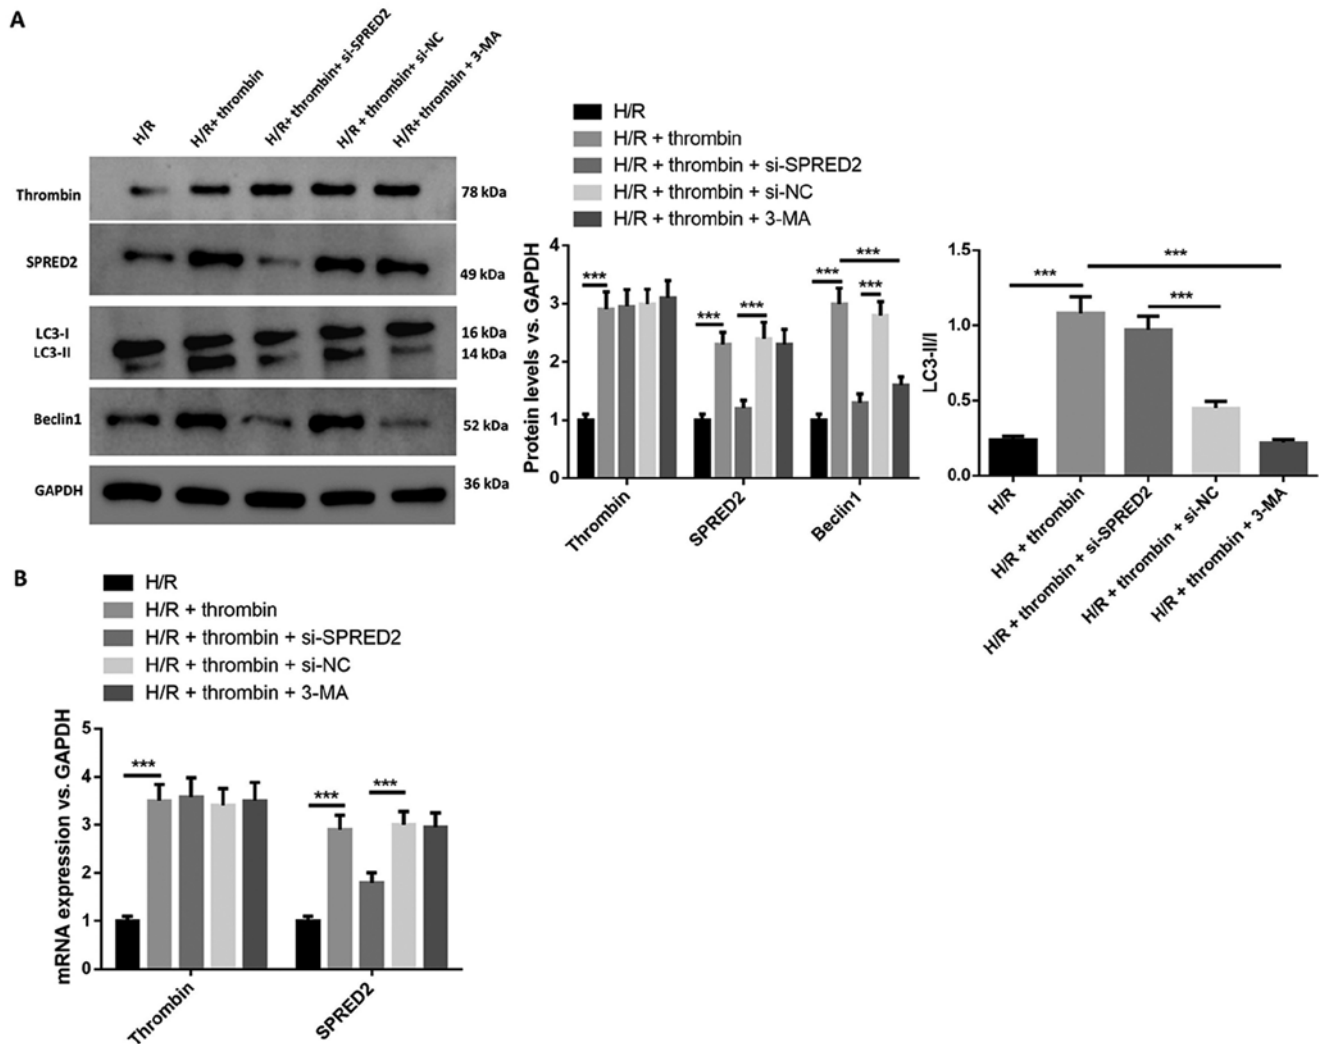 A
H/R
H/R+ thrombin
H/R+ thrombin+ si-SPRED2
H/R + thrombin+ si-NC
H/R+ thrombin + 3-MA
Thrombin
78 kDa
SPRED2
49 kDa
LC3-I
16 kDa
LC3-II
14 kDa
Beclin1
52 kDa
GAPDH
36 kDa
H/R
H/R + thrombin
H/R + thrombin + si-SPRED2
H/R + thrombin + si-NC
H/R + thrombin + 3-MA
Protein levels vs. GAPDH
4
3
2
1
0
***
***
***
***
***
***
Thrombin
SPRED2
Beclin1
LC3-II/I
1.5
1.0
0.5
0.0
***
***
***
H/R
H/R + thrombin
H/R + thrombin + si-SPRED2
H/R + thrombin + si-NC
H/R + thrombin + 3-MA
B
H/R
H/R + thrombin
H/R + thrombin + si-SPRED2
H/R + thrombin + si-NC
H/R + thrombin + 3-MA
mRNA expression vs. GAPDH
5
4
3
2
1
0
***
***
***
Thrombin
SPRED2